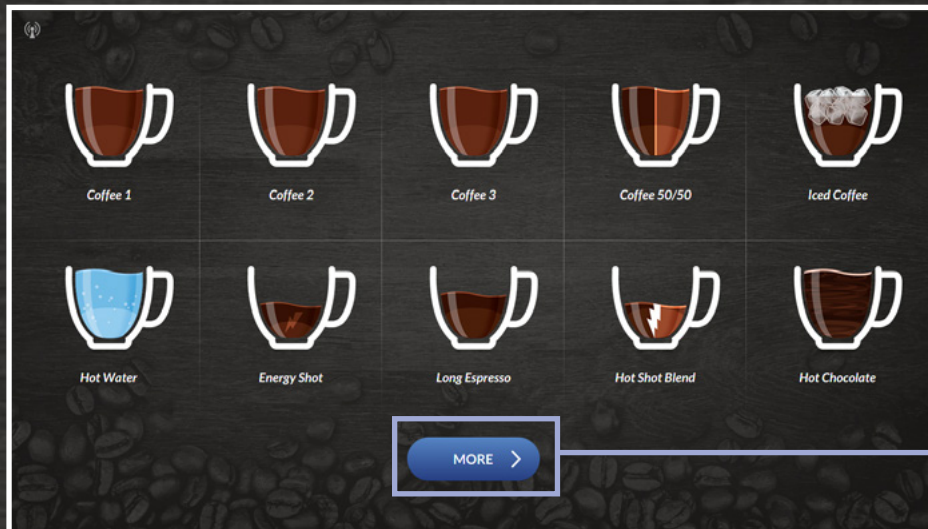 Coffee 1
Coffee 2
Coffee 3
Coffee 50/50
Iced Coffee
Hot Water
Energy Shot
Long Espresso
Hot Shot Blend
Hot Chocolate
MORE